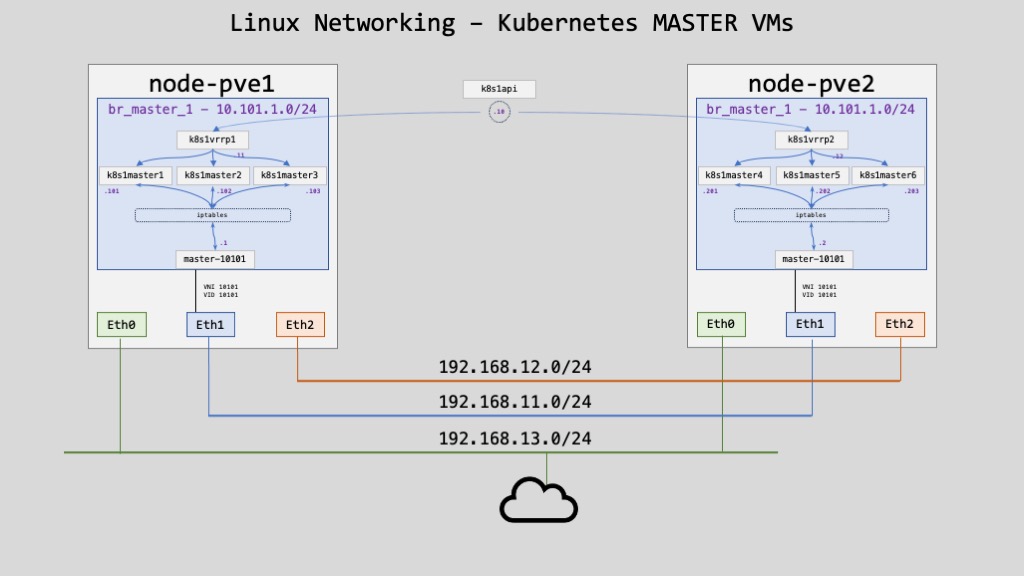 Linux Networking – Kubernetes MASTER VMs
node-pve1
br_master_1 – 10.101.1.0/24
k8s1vrrp1
.11
k8s1master1
k8s1master2
k8s1master3
.101
.102
.103
iptables
.1
master-10101
VNI 10101
VID 10101
Eth0
Eth1
Eth2
k8s1api
.10
node-pve2
br_master_1 – 10.101.1.0/24
k8s1vrrp2
.12
k8s1master4
k8s1master5
k8s1master6
.201
.202
.203
iptables
.2
master-10101
VNI 10101
VID 10101
Eth0
Eth1
Eth2
192.168.12.0/24
192.168.11.0/24
192.168.13.0/24